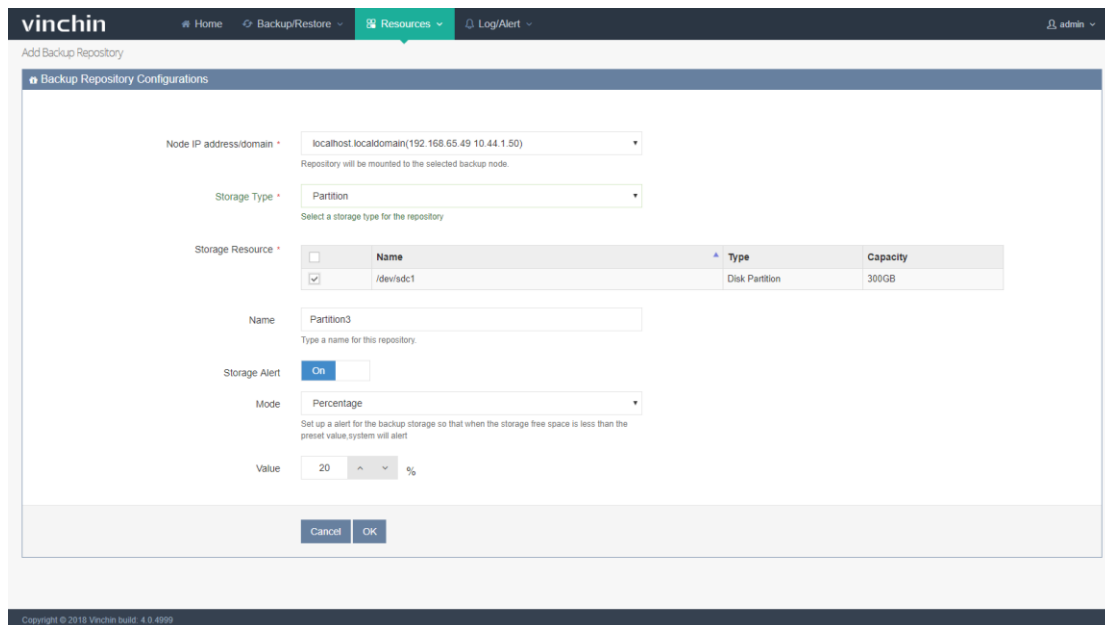 vinchin Home Backup/Restore Resources Log/Alert admin
Add Backup Repository
Backup Repository Configurations
Node IP address/domain * localhost.localdomain(192.168.65.49 10.44.1.50)
Repository will be mounted to the selected backup node.
Storage Type * Partition
Select a storage type for the repository
Storage Resource *
Name Type Capacity
/dev/sdc1 Disk Partition 300GB
Name Partition3
Type a name for this repository.
Storage Alert On
Mode Percentage
Set up a alert for the backup storage so that when the storage free space is less than the
preset value,system will alert
Value 20 %
Cancel OK
Copyright © 2018 Vinchin build: 4.0.4999